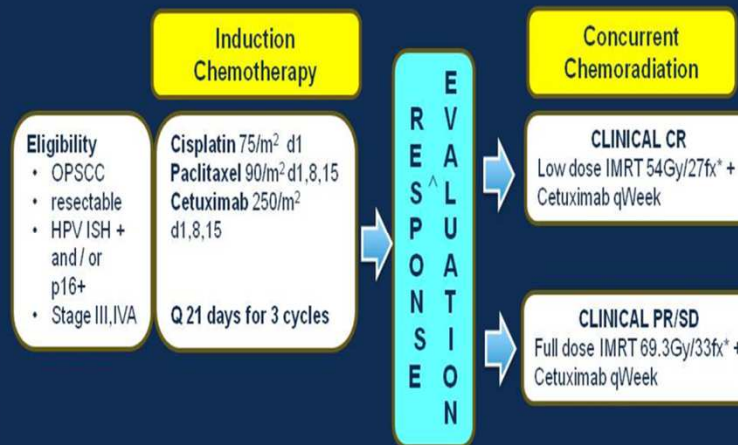 Induction
Chemotherapy
Concurrent
Chemoradiation
Eligibility
• OPSCC
• resectable
• HPV ISH +
and / or
p16+
• Stage III,IVA
Cisplatin 75/m² d1
Paclitaxel 90/m² d1,8,15
Cetuximab 250/m²
d1,8,15
Q 21 days for 3 cycles
RESPONSE
^
EVALUATION
CLINICAL CR
Low dose IMRT 54Gy/27fx* +
Cetuximab qWeek
CLINICAL PR/SD
Full dose IMRT 69.3Gy/33fx* +
Cetuximab qWeek